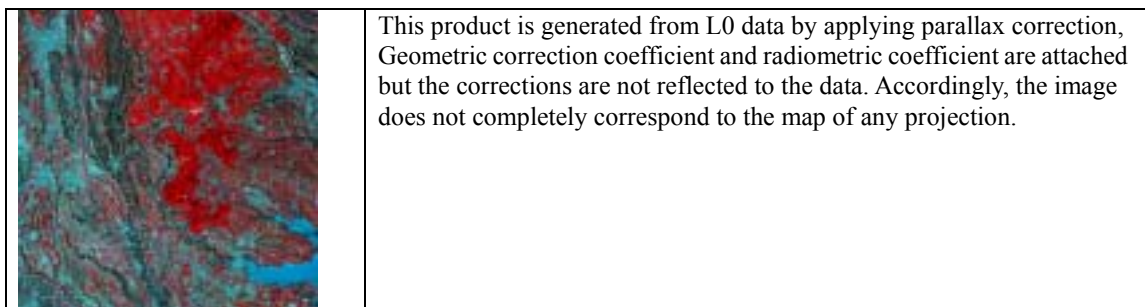 This product is generated from L0 data by applying parallax correction,
Geometric correction coefficient and radiometric coefficient are attached
but the corrections are not reflected to the data. Accordingly, the image
does not completely correspond to the map of any projection.